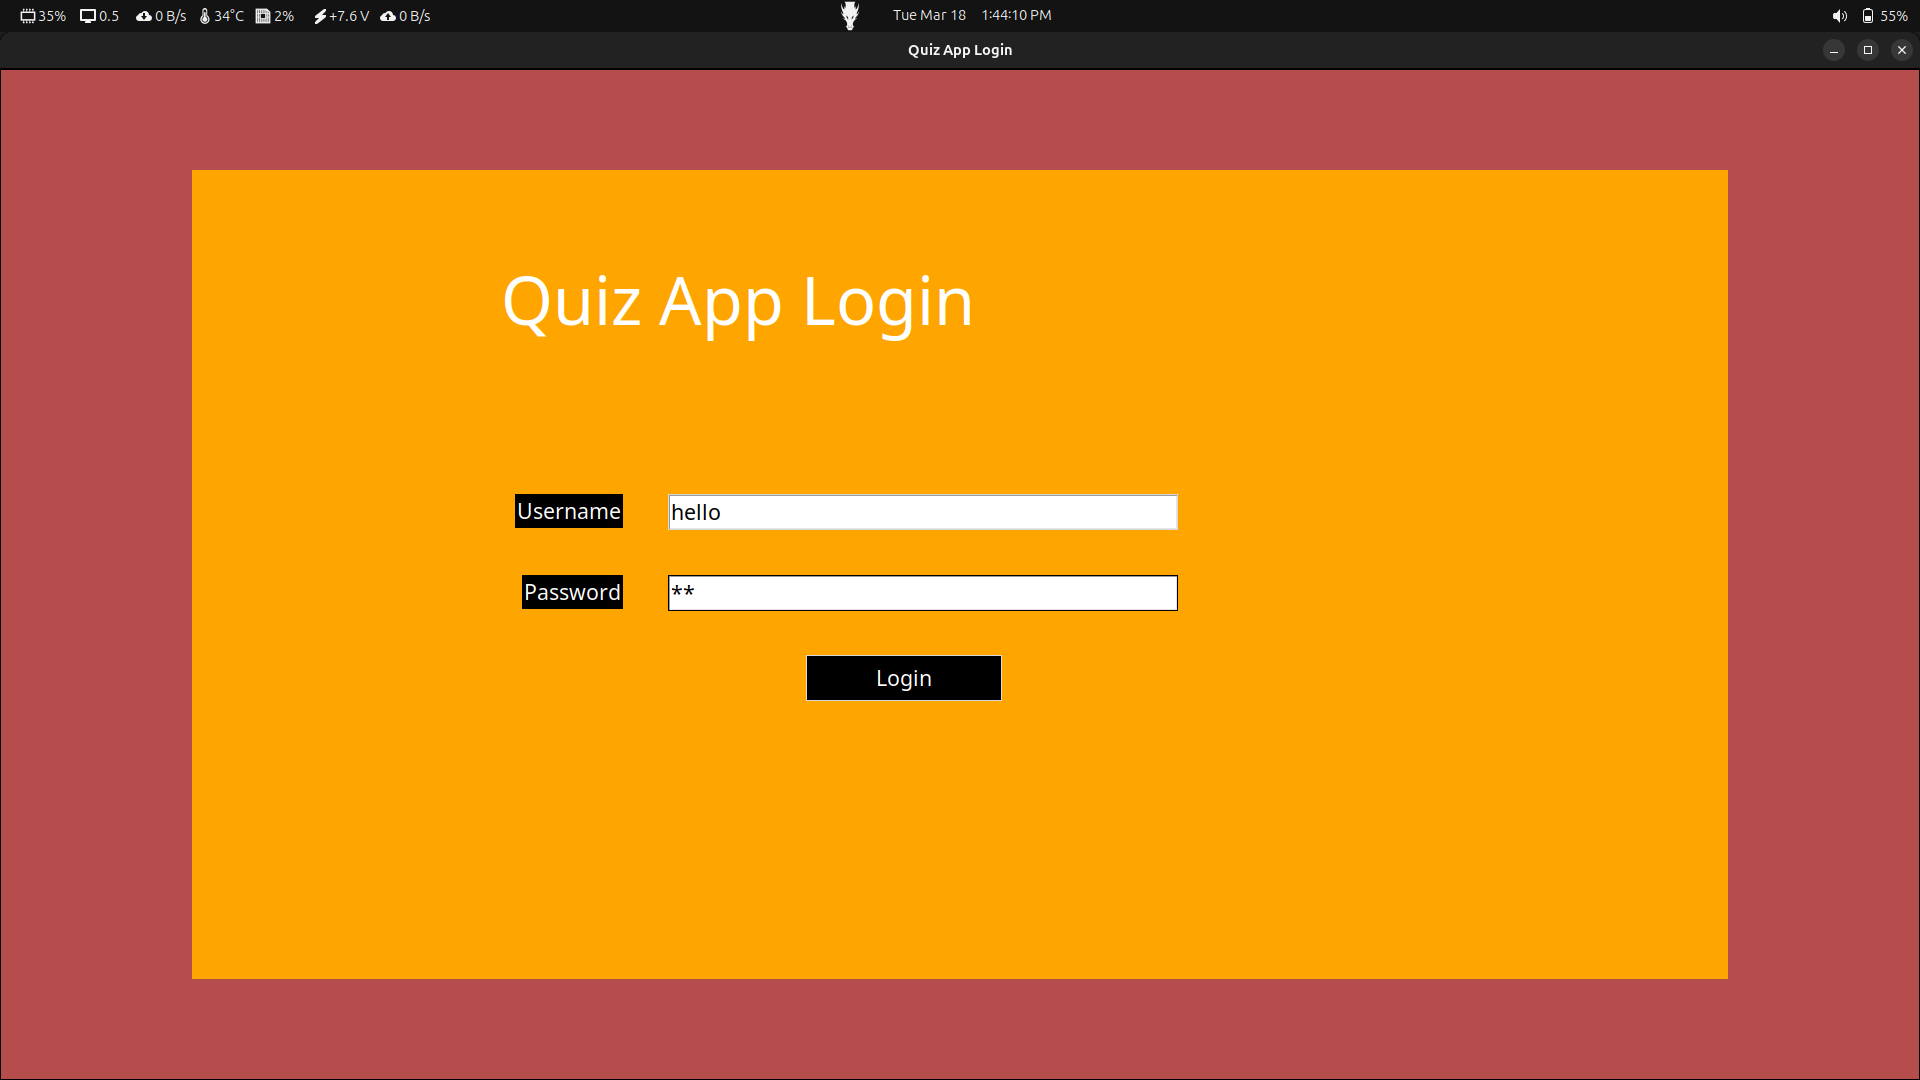 35% 0.5 0 B/s 34°C 2% +7.6 V 0 B/s Tue Mar 18 1:44:10 PM 55%
Quiz App Login
Quiz App Login
Username hello
Password **
Login